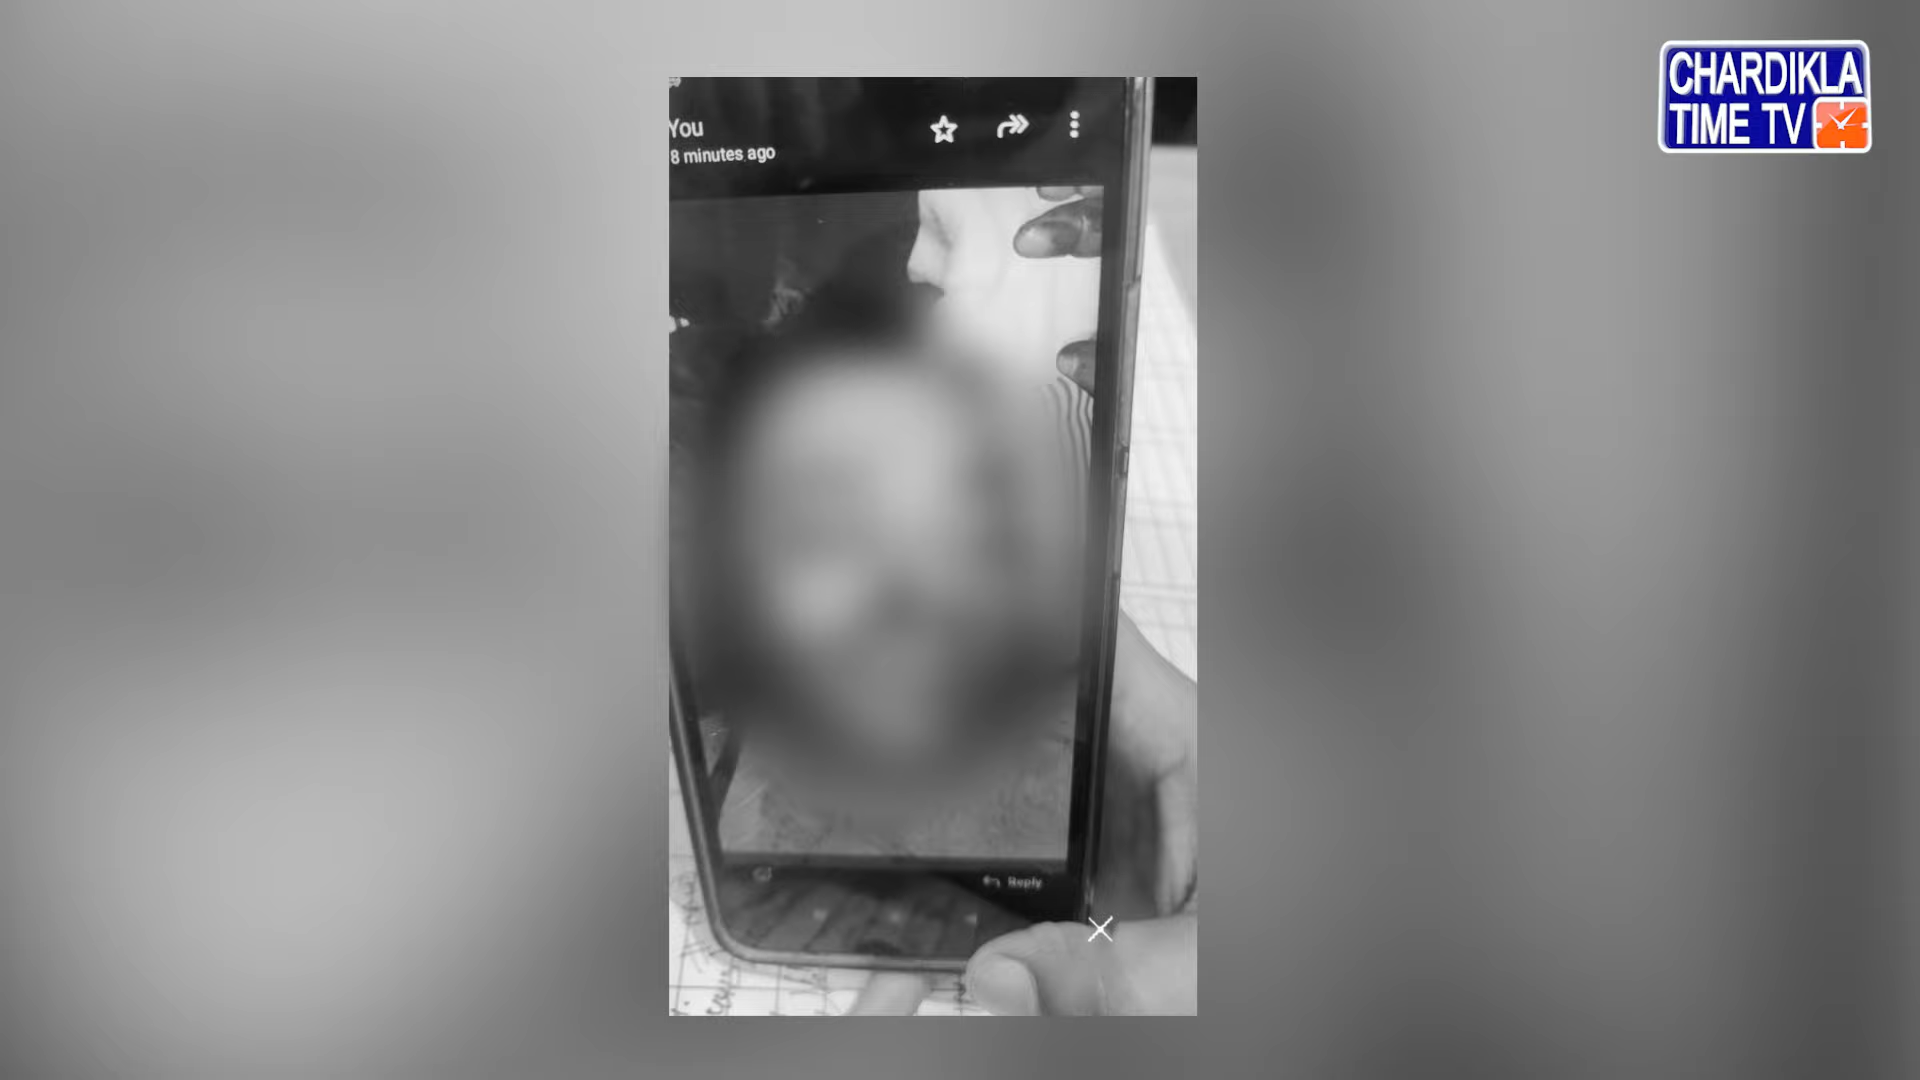 CHARDIKLA
TIME TV
You
8 minutes ago
Reply